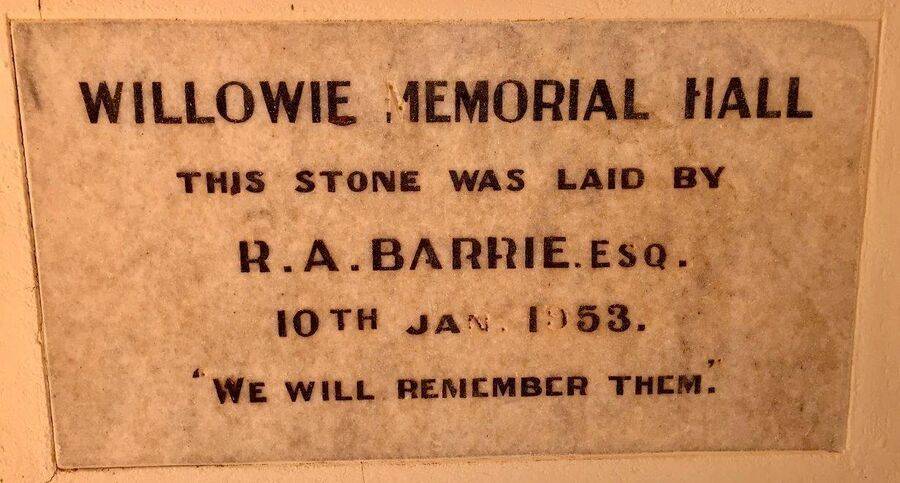 WILLOWIE MEMORIAL HALL
THIS STONE WAS LAID BY
R.A.BARRIE.ESQ.
10TH JAN. 1953.
"WE WILL REMEMBER THEM."